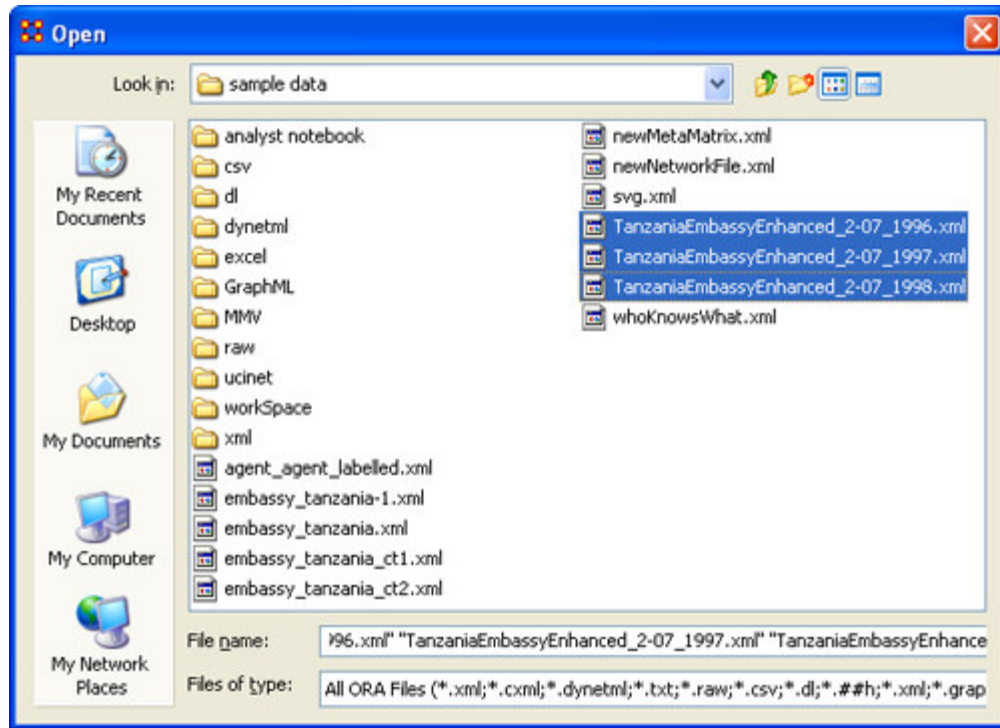 Open
Look in:
sample data
My Recent
Documents
Desktop
My Documents
My Computer
My Network
Places
analyst notebook
csv
dl
dynetml
excel
GraphML
MMV
raw
ucinet
workSpace
xml
agent_agent_labelled.xml
embassy_tanzania-1.xml
embassy_tanzania.xml
embassy_tanzania_ct1.xml
embassy_tanzania_ct2.xml
newMetaMatrix.xml
newNetworkFile.xml
svg.xml
TanzaniaEmbassyEnhanced_2-07_1996.xml
TanzaniaEmbassyEnhanced_2-07_1997.xml
TanzaniaEmbassyEnhanced_2-07_1998.xml
whoKnowsWhat.xml
File name:
96.xml" "TanzaniaEmbassyEnhanced_2-07_1997.xml" "TanzaniaEmbassyEnhance
Files of type:
All ORA Files (*.xml;*.cxml;*.dynetml;*.txt;*.raw;*.csv;*.dl;*.##h;*.xml;*.grap